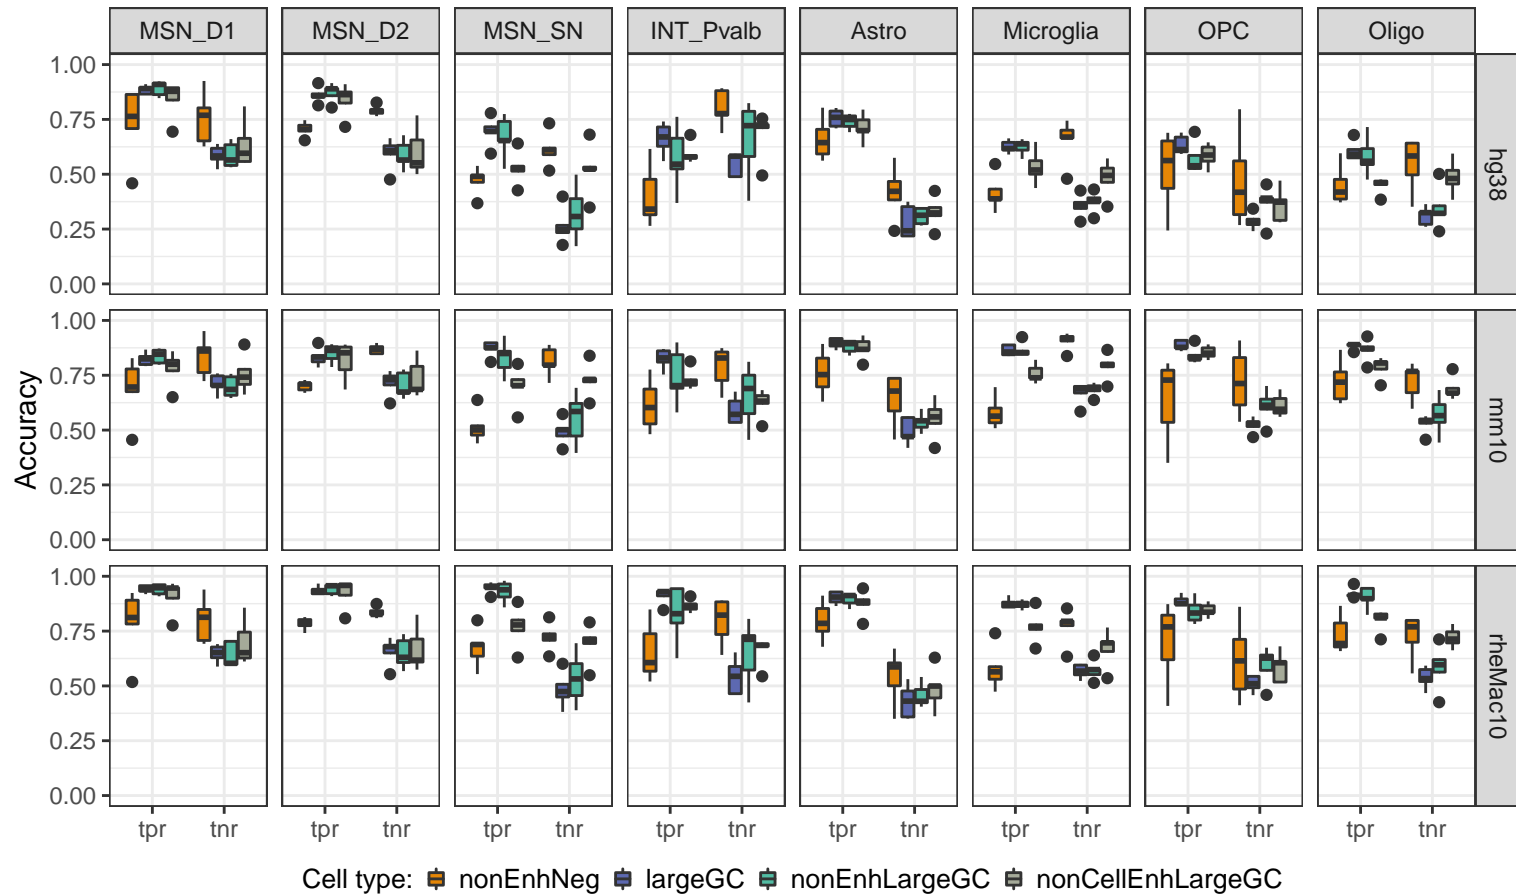 MSN_D1 MSN_D2 MSN_SN INT_Pvalb Astro Microglia OPC Oligo
1.00
0.75
0.50
0.25
0.00
hg38
1.00
0.75
0.50
0.25
0.00
mm10
Accuracy
1.00
0.75
0.50
0.25
0.00
rheMac10
tpr tnr tpr tnr tpr tnr tpr tnr tpr tnr tpr tnr tpr tnr tpr tnr
Cell type: nonEnhNeg largeGC nonEnhLargeGC nonCellEnhLargeGC